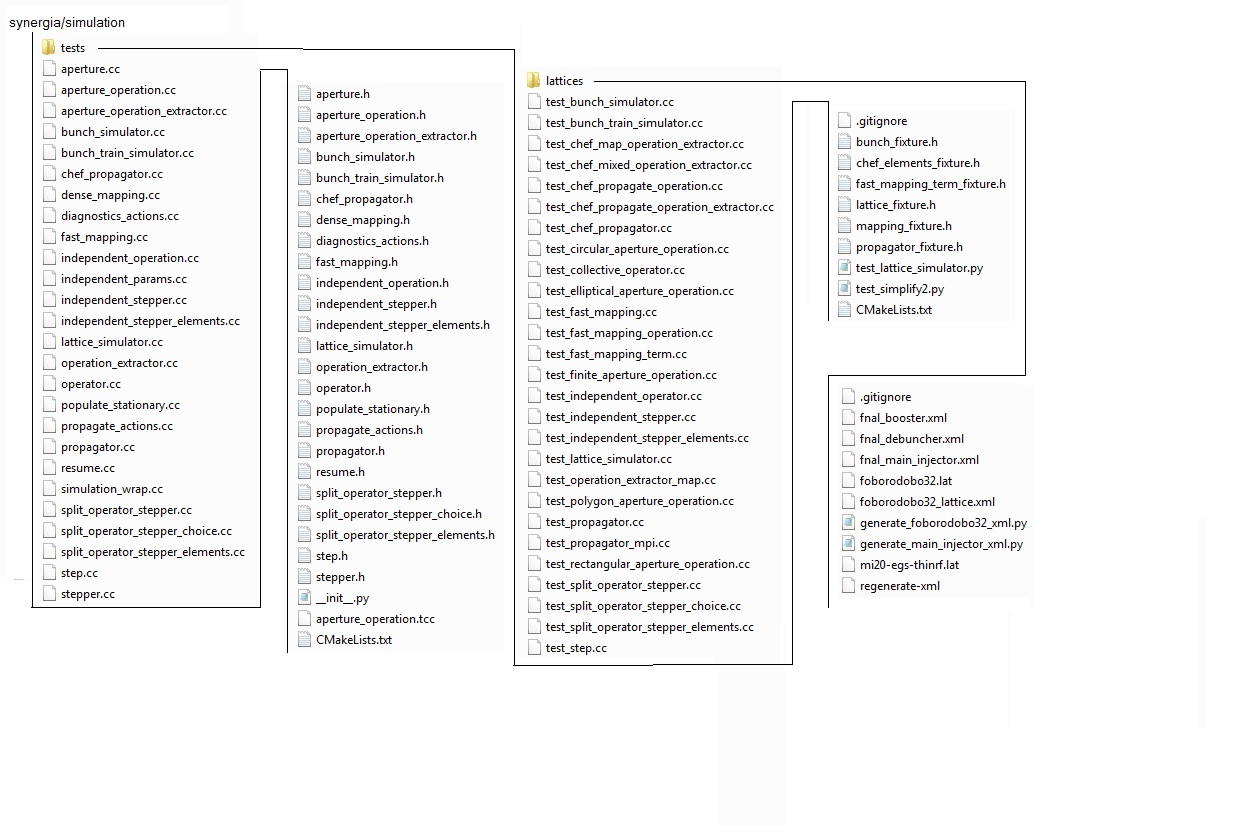 synergia/simulation
tests
aperture.cc
aperture_operation.cc
aperture_operation_extractor.cc
bunch_simulator.cc
bunch_train_simulator.cc
chef_propagator.cc
dense_mapping.cc
diagnostics_actions.cc
fast_mapping.cc
independent_operation.cc
independent_params.cc
independent_stepper.cc
independent_stepper_elements.cc
lattice_simulator.cc
operation_extractor.cc
operator.cc
populate_stationary.cc
propagate_actions.cc
propagator.cc
resume.cc
simulation_wrap.cc
split_operator_stepper.cc
split_operator_stepper_choice.cc
split_operator_stepper_elements.cc
step.cc
stepper.cc
aperture.h
aperture_operation.h
aperture_operation_extractor.h
bunch_simulator.h
bunch_train_simulator.h
chef_propagator.h
dense_mapping.h
diagnostics_actions.h
fast_mapping.h
independent_operation.h
independent_stepper.h
independent_stepper_elements.h
lattice_simulator.h
operation_extractor.h
operator.h
populate_stationary.h
propagate_actions.h
propagator.h
resume.h
split_operator_stepper.h
split_operator_stepper_choice.h
split_operator_stepper_elements.h
step.h
stepper.h
__init__.py
aperture_operation.tcc
CMakeLists.txt
lattices
test_bunch_simulator.cc
test_bunch_train_simulator.cc
test_chef_map_operation_extractor.cc
test_chef_mixed_operation_extractor.cc
test_chef_propagate_operation.cc
test_chef_propagate_operation_extractor.cc
test_chef_propagator.cc
test_circular_aperture_operation.cc
test_collective_operator.cc
test_elliptical_aperture_operation.cc
test_fast_mapping.cc
test_fast_mapping_operation.cc
test_fast_mapping_term.cc
test_finite_aperture_operation.cc
test_independent_operator.cc
test_independent_stepper.cc
test_independent_stepper_elements.cc
test_lattice_simulator.cc
test_operation_extractor_map.cc
test_polygon_aperture_operation.cc
test_propagator.cc
test_propagator_mpi.cc
test_rectangular_aperture_operation.cc
test_split_operator_stepper.cc
test_split_operator_stepper_choice.cc
test_split_operator_stepper_elements.cc
test_step.cc
.gitignore
bunch_fixture.h
chef_elements_fixture.h
fast_mapping_term_fixture.h
lattice_fixture.h
mapping_fixture.h
propagator_fixture.h
test_lattice_simulator.py
test_simplify2.py
CMakeLists.txt
.gitignore
fnal_booster.xml
fnal_debuncher.xml
fnal_main_injector.xml
foborodobo32.lat
foborodobo32_lattice.xml
generate_foborodobo32_xml.py
generate_main_injector_xml.py
mi20-egs-thinrf.lat
regenerate-xml